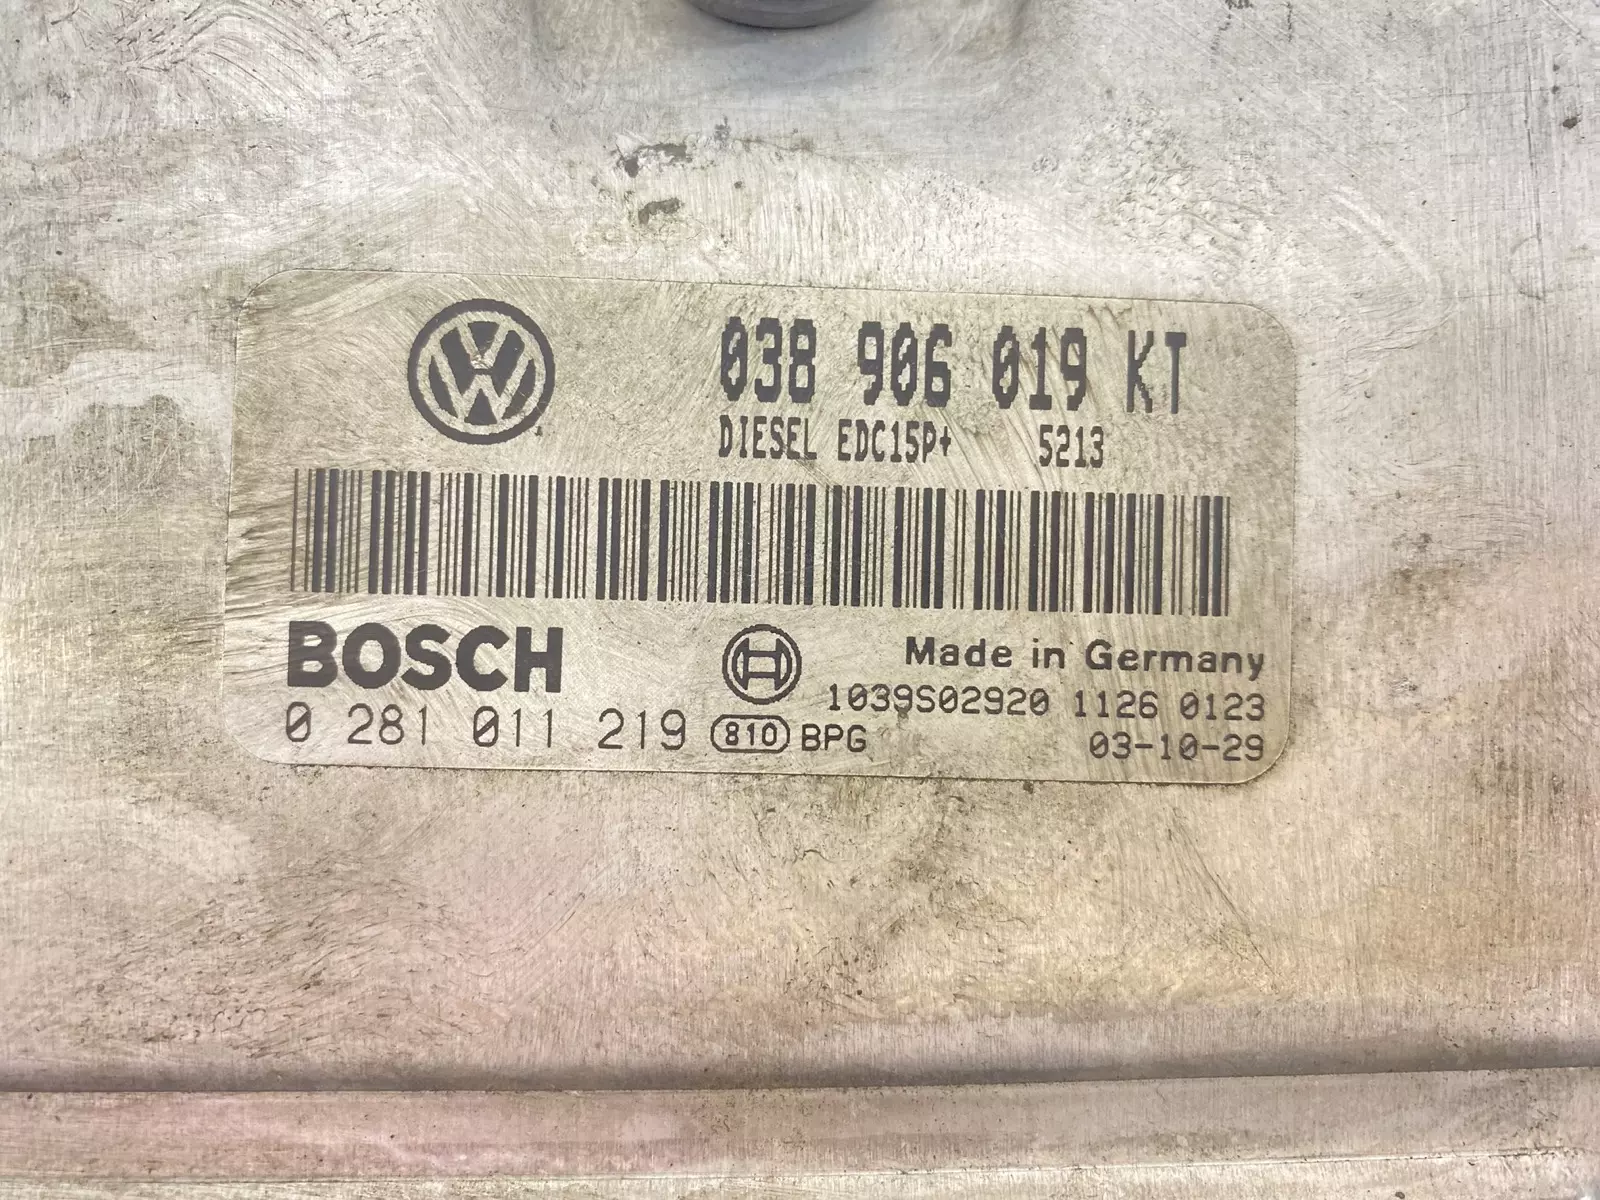 038 906 019 KT
DIESEL EDC15P+ 5213
BOSCH
Made in Germany
1039S02920 1126 0123
0 281 011 219 810 BPG
03-10-29